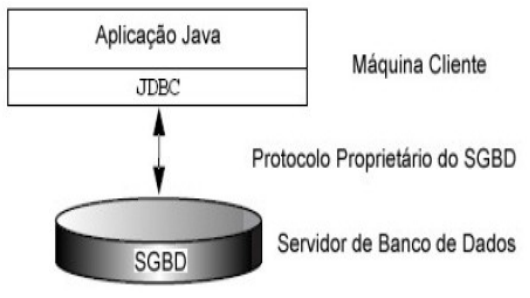 Aplicação Java
JDBC
Máquina Cliente
Protocolo Proprietário do SGBD
SGBD
Servidor de Banco de Dados